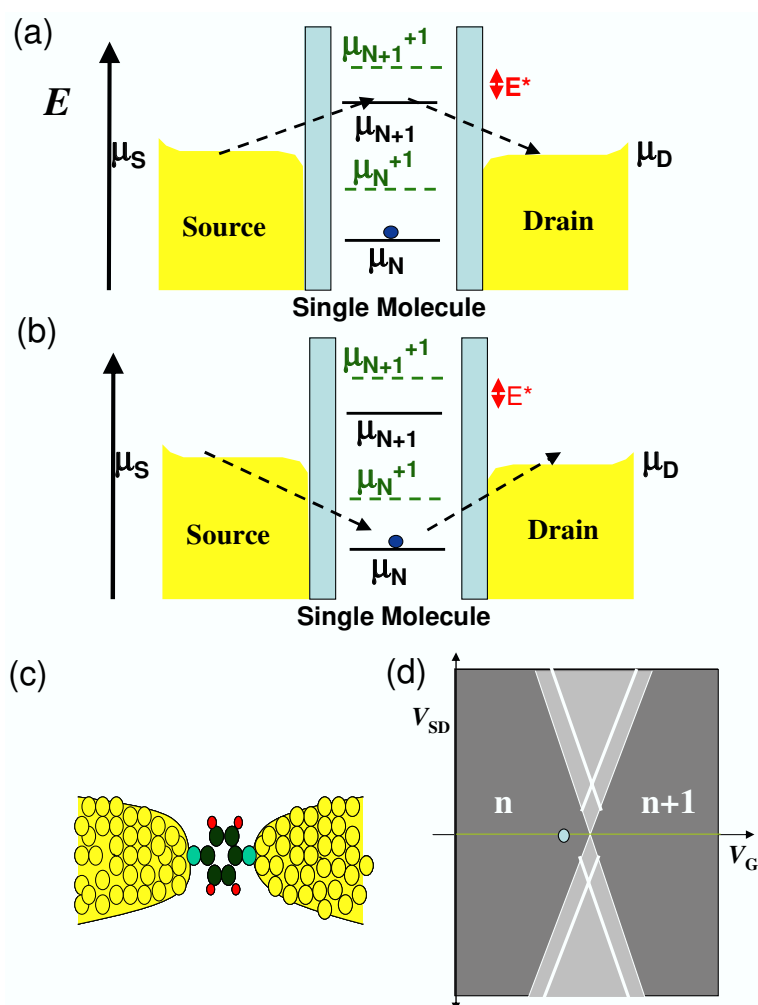 (a)
E
μN+1+1
E*
μS
μN+1
μD
μN+1
Source
Drain
μN
Single Molecule
(b)
μN+1+1
E*
μS
μN+1
μD
μN+1
Source
Drain
μN
Single Molecule
(c)
(d)
VSD
n
n+1
VG